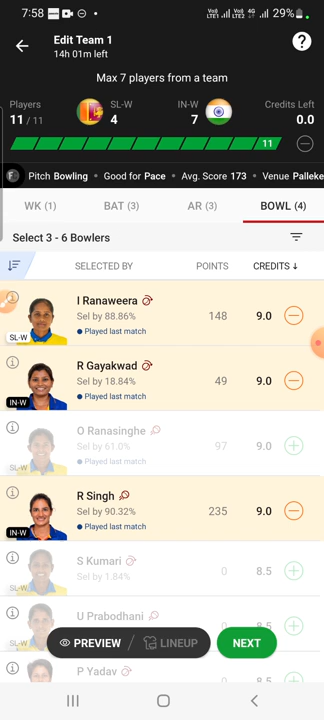 7:58 29%
Edit Team 1
14h 01m left
Max 7 players from a team
Players SL-W IN-W Credits Left
11 / 11 4 7 0.0
11
Pitch Bowling • Good for Pace • Avg. Score 173 • Venue Palleke
WK (1) BAT (3) AR (3) BOWL (4)
Select 3 - 6 Bowlers
SELECTED BY POINTS CREDITS ↓
I Ranaweera
Sel by 88.86% 148 9.0
Played last match
SL-W
R Gayakwad
Sel by 18.84% 49 9.0
Played last match
IN-W
O Ranasinghe
Sel by 61.0% 97 9.0
Played last match
SL-W
R Singh
Sel by 90.32% 235 9.0
Played last match
IN-W
S Kumari
Sel by 1.84% 0 8.5
SL-W
U Prabodhani
0 8.5
SL-W
PREVIEW LINEUP NEXT
P Yadav
0 8.5